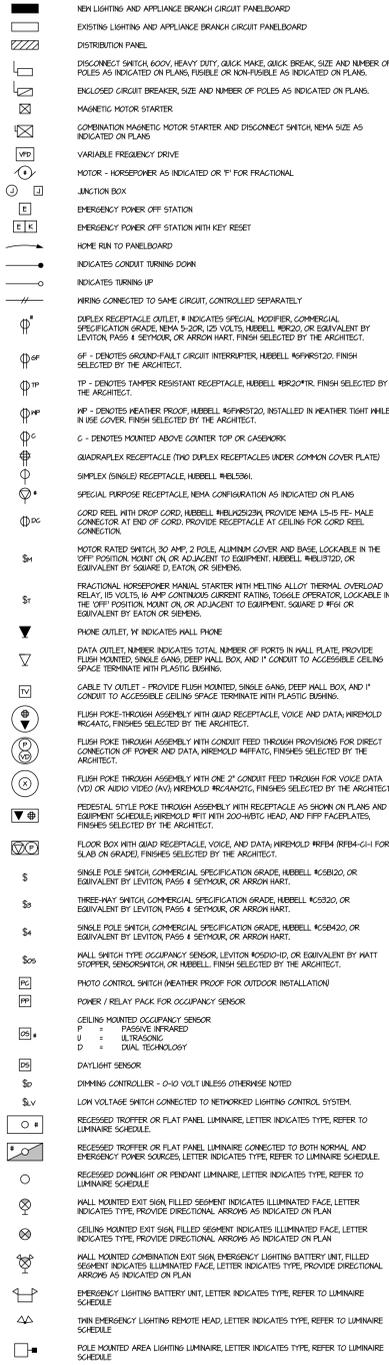 NEW LIGHTING AND APPLIANCE BRANCH CIRCUIT PANELBOARD
EXISTING LIGHTING AND APPLIANCE BRANCH CIRCUIT PANELBOARD
DISTRIBUTION PANEL
DISCONNECT SWITCH, 600V, HEAVY DUTY, QUICK MAKE, QUICK BREAK, SIZE AND NUMBER OF
POLES AS INDICATED ON PLANS, FUSIBLE OR NON-FUSIBLE AS INDICATED ON PLANS.
ENCLOSED CIRCUIT BREAKER, SIZE AND NUMBER OF POLES AS INDICATED ON PLANS.
MAGNETIC MOTOR STARTER
COMBINATION MAGNETIC MOTOR STARTER AND DISCONNECT SWITCH, NEMA SIZE AS
INDICATED ON PLANS
VFD VARIABLE FREQUENCY DRIVE
# MOTOR - HORSEPOWER AS INDICATED OR 'F' FOR FRACTIONAL
J J JUNCTION BOX
E EMERGENCY POWER OFF STATION
E K EMERGENCY POWER OFF STATION WITH KEY RESET
HOME RUN TO PANELBOARD
INDICATES CONDUIT TURNING DOWN
INDICATES TURNING UP
WIRING CONNECTED TO SAME CIRCUIT, CONTROLLED SEPARATELY
# DUPLEX RECEPTACLE OUTLET, # INDICATES SPECIAL MODIFIER, COMMERCIAL
SPECIFICATION GRADE, NEMA 5-20R, 125 VOLTS, HUBBELL #BR20, OR EQUIVALENT BY
LEVITON, PASS & SEYMOUR, OR ARROW HART. FINISH SELECTED BY THE ARCHITECT.
GF GF - DENOTES GROUND-FAULT CIRCUIT INTERRUPTER, HUBBELL #GFWRST20. FINISH
SELECTED BY THE ARCHITECT.
TP TP - DENOTES TAMPER RESISTANT RECEPTACLE, HUBBELL #BR20*TR. FINISH SELECTED BY
THE ARCHITECT.
WP WP - DENOTES WEATHER PROOF, HUBBELL #GFWRST20, INSTALLED IN WEATHER TIGHT WHILE
IN USE COVER. FINISH SELECTED BY THE ARCHITECT.
C C - DENOTES MOUNTED ABOVE COUNTER TOP OR CASEWORK
QUADRAPLEX RECEPTACLE (TWO DUPLEX RECEPTACLES UNDER COMMON COVER PLATE)
SIMPLEX (SINGLE) RECEPTACLE, HUBBELL #HBL5361.
# SPECIAL PURPOSE RECEPTACLE, NEMA CONFIGURATION AS INDICATED ON PLANS
DC CORD REEL WITH DROP CORD, HUBBELL #HBLW25123W, PROVIDE NEMA L5-15 FE- MALE
CONNECTOR AT END OF CORD. PROVIDE RECEPTACLE AT CEILING FOR CORD REEL
CONNECTION.
$M MOTOR RATED SWITCH, 30 AMP, 2 POLE, ALUMINUM COVER AND BASE, LOCKABLE IN THE
'OFF' POSITION. MOUNT ON, OR ADJACENT TO EQUIPMENT. HUBBELL #HBL1372D, OR
EQUIVALENT BY SQUARE D, EATON, OR SIEMENS.
$T FRACTIONAL HORSEPOWER MANUAL STARTER WITH MELTING ALLOY THERMAL OVERLOAD
RELAY, 115 VOLTS, 16 AMP CONTINUOUS CURRENT RATING, TOGGLE OPERATOR, LOCKABLE IN
THE 'OFF' POSITION. MOUNT ON, OR ADJACENT TO EQUIPMENT. SQUARE D #FG1 OR
EQUIVALENT BY EATON OR SIEMENS.
PHONE OUTLET, 'W' INDICATES WALL PHONE
DATA OUTLET, NUMBER INDICATES TOTAL NUMBER OF PORTS IN WALL PLATE, PROVIDE
FLUSH MOUNTED, SINGLE GANG, DEEP WALL BOX, AND 1" CONDUIT TO ACCESSIBLE CEILING
SPACE TERMINATE WITH PLASTIC BUSHING.
TV CABLE TV OUTLET - PROVIDE FLUSH MOUNTED, SINGLE GANG, DEEP WALL BOX, AND 1"
CONDUIT TO ACCESSIBLE CEILING SPACE TERMINATE WITH PLASTIC BUSHING.
FLUSH POKE-THROUGH ASSEMBLY WITH QUAD RECEPTACLE, VOICE AND DATA; WIREMOLD
#RC4ATC, FINISHES SELECTED BY THE ARCHITECT.
P VD FLUSH POKE THROUGH ASSEMBLY WITH CONDUIT FEED THROUGH PROVISIONS FOR DIRECT
CONNECTION OF POWER AND DATA, WIREMOLD #4FFATC, FINISHES SELECTED BY THE
ARCHITECT.
X FLUSH POKE THROUGH ASSEMBLY WITH ONE 2" CONDUIT FEED THROUGH FOR VOICE DATA
(VD) OR AUDIO VIDEO (AV); WIREMOLD #RC9AM2TC, FINISHES SELECTED BY THE ARCHITECT
PEDESTAL STYLE POKE THROUGH ASSEMBLY WITH RECEPTACLE AS SHOWN ON PLANS AND
EQUIPMENT SCHEDULE; WIREMOLD #FIT WITH 200-H/BTC HEAD, AND FIFP FACEPLATES,
FINISHES SELECTED BY THE ARCHITECT.
VD P FLOOR BOX WITH QUAD RECEPTACLE, VOICE, AND DATA; WIREMOLD #RFB4 (RFB4-CI-1 FOR
SLAB ON GRADE), FINISHES SELECTED BY THE ARCHITECT.
$ SINGLE POLE SWITCH, COMMERCIAL SPECIFICATION GRADE, HUBBELL #CSB120, OR
EQUIVALENT BY LEVITON, PASS & SEYMOUR, OR ARROW HART.
$3 THREE-WAY SWITCH, COMMERCIAL SPECIFICATION GRADE, HUBBELL #CS320, OR
EQUIVALENT BY LEVITON, PASS & SEYMOUR, OR ARROW HART.
$4 SINGLE POLE SWITCH, COMMERCIAL SPECIFICATION GRADE, HUBBELL #CSB420, OR
EQUIVALENT BY LEVITON, PASS & SEYMOUR, OR ARROW HART.
$OS WALL SWITCH TYPE OCCUPANCY SENSOR, LEVITON #OSD10-ID, OR EQUIVALENT BY WATT
STOPPER, SENSORSWITCH, OR HUBBELL. FINISH SELECTED BY THE ARCHITECT.
PC PHOTO CONTROL SWITCH (WEATHER PROOF FOR OUTDOOR INSTALLATION)
PP POWER / RELAY PACK FOR OCCUPANCY SENSOR
CEILING MOUNTED OCCUPANCY SENSOR
P = PASSIVE INFRARED
OS # U = ULTRASONIC
D = DUAL TECHNOLOGY
DS DAYLIGHT SENSOR
$D DIMMING CONTROLLER - 0-10 VOLT UNLESS OTHERWISE NOTED
$LV LOW VOLTAGE SWITCH CONNECTED TO NETWORKED LIGHTING CONTROL SYSTEM.
# RECESSED TROFFER OR FLAT PANEL LUMINAIRE, LETTER INDICATES TYPE, REFER TO
LUMINAIRE SCHEDULE.
# RECESSED TROFFER OR FLAT PANEL LUMINAIRE CONNECTED TO BOTH NORMAL AND
EMERGENCY POWER SOURCES, LETTER INDICATES TYPE, REFER TO LUMINAIRE SCHEDULE.
RECESSED DOWNLIGHT OR PENDANT LUMINAIRE, LETTER INDICATES TYPE, REFER TO
LUMINAIRE SCHEDULE
WALL MOUNTED EXIT SIGN, FILLED SEGMENT INDICATES ILLUMINATED FACE, LETTER
INDICATES TYPE, PROVIDE DIRECTIONAL ARROWS AS INDICATED ON PLAN
CEILING MOUNTED EXIT SIGN, FILLED SEGMENT INDICATES ILLUMINATED FACE, LETTER
INDICATES TYPE, PROVIDE DIRECTIONAL ARROWS AS INDICATED ON PLAN
WALL MOUNTED COMBINATION EXIT SIGN, EMERGENCY LIGHTING BATTERY UNIT, FILLED
SEGMENT INDICATES ILLUMINATED FACE, LETTER INDICATES TYPE, PROVIDE DIRECTIONAL
ARROWS AS INDICATED ON PLAN
EMERGENCY LIGHTING BATTERY UNIT, LETTER INDICATES TYPE, REFER TO LUMINAIRE
SCHEDULE
TWIN EMERGENCY LIGHTING REMOTE HEAD, LETTER INDICATES TYPE, REFER TO LUMINAIRE
SCHEDULE
POLE MOUNTED AREA LIGHTING LUMINAIRE, LETTER INDICATES TYPE, REFER TO LUMINAIRE
SCHEDULE